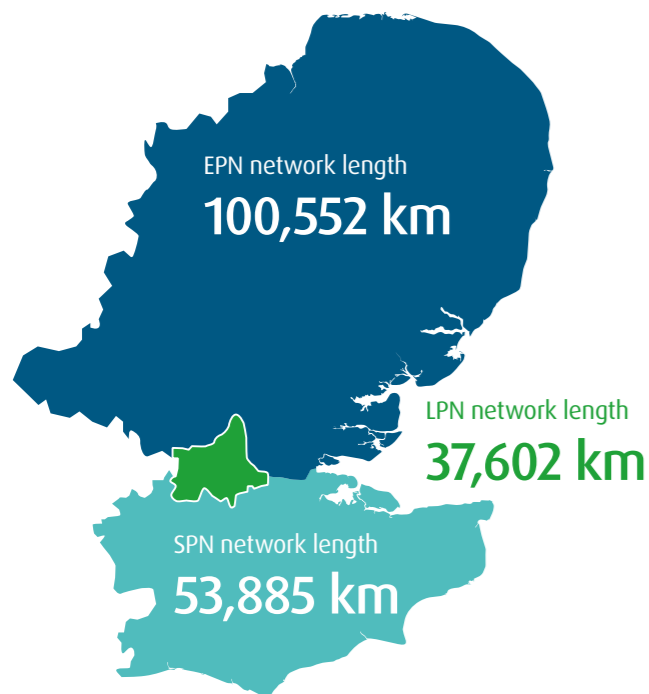 EPN network length
100,552 km
LPN network length
37,602 km
SPN network length
53,885 km